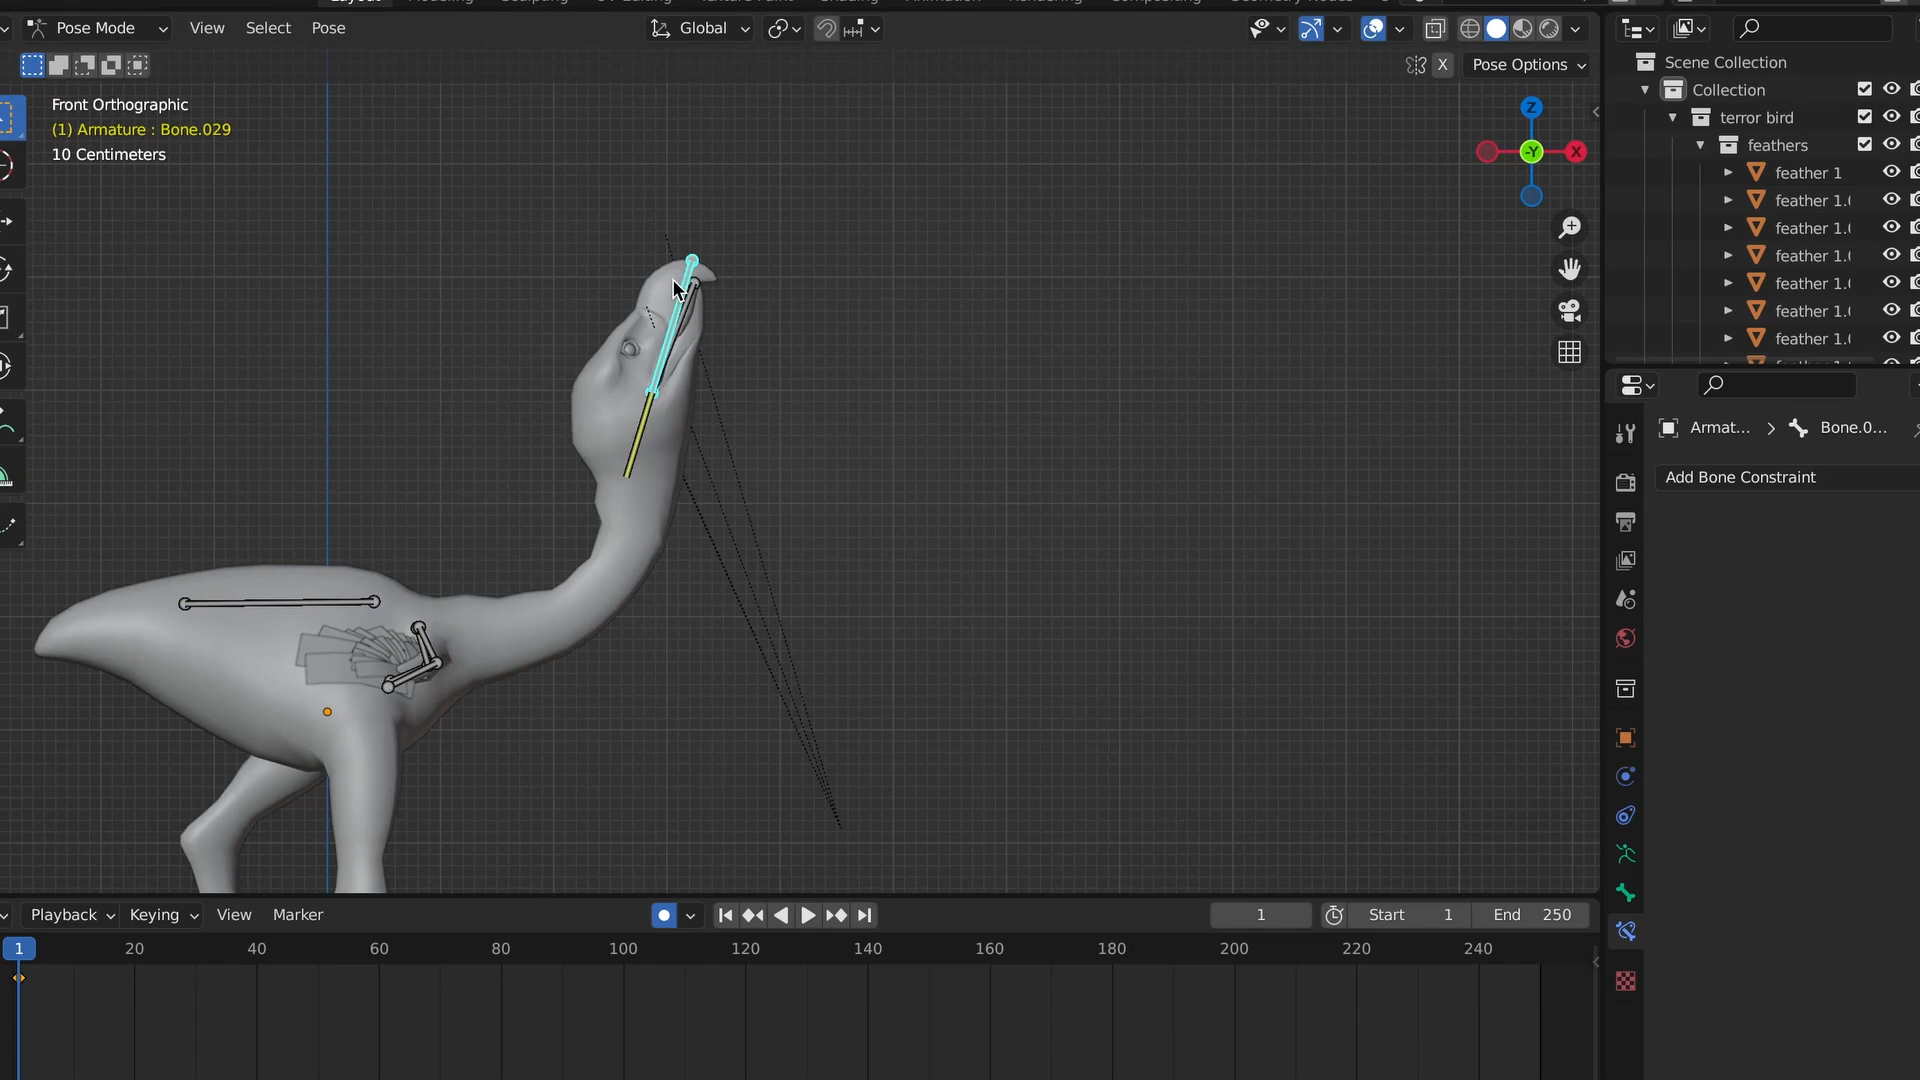 Pose Mode View Select Pose Global
X Pose Options
Front Orthographic
(1) Armature : Bone.029
10 Centimeters
Z
-Y X
Scene Collection
Collection
terror bird
feathers
feather 1
feather 1.
feather 1.
feather 1.
feather 1.
feather 1.
feather 1.
Armat... Bone.0...
Add Bone Constraint
Playback Keying View Marker 1 Start 1 End 250
1 20 40 60 80 100 120 140 160 180 200 220 240